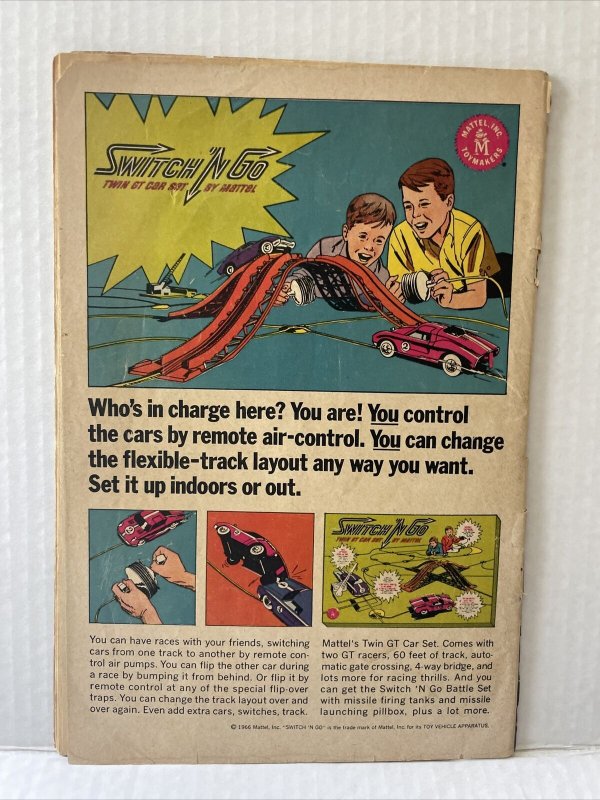 SWITCH 'N GO
TWIN GT CAR SET BY MATTEL
MATTEL, INC.
M
TOYMAKERS
2
Who's in charge here? You are! You control
the cars by remote air-control. You can change
the flexible-track layout any way you want.
Set it up indoors or out.
SWITCH 'N GO
TWIN GT CAR SET BY MATTEL
You can have races with your friends, switching
cars from one track to another by remote con-
trol air pumps. You can flip the other car during
a race by bumping it from behind. Or flip it by
remote control at any of the special flip-over
traps. You can change the track layout over and
over again. Even add extra cars, switches, track.
Mattel's Twin GT Car Set. Comes with
two GT racers, 60 feet of track, auto-
matic gate crossing, 4-way bridge, and
lots more for racing thrills. And you
can get the Switch 'N Go Battle Set
with missile firing tanks and missile
launching pillbox, plus a lot more.
© 1966 Mattel, Inc. "SWITCH 'N GO" is the trade mark of Mattel, Inc. for its TOY VEHICLE APPARATUS.